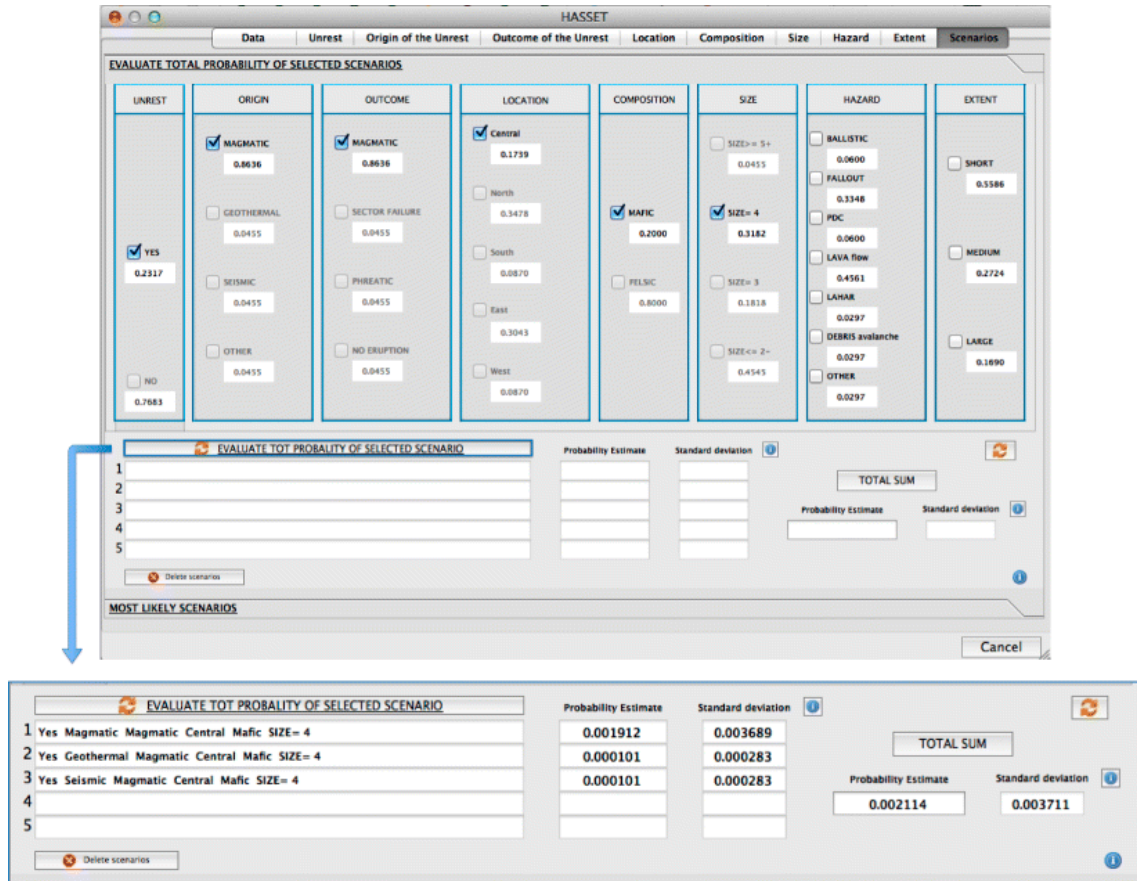 HASSET
Data Unrest Origin of the Unrest Outcome of the Unrest Location Composition Size Hazard Extent Scenarios
EVALUATE TOTAL PROBABILITY OF SELECTED SCENARIOS
UNREST
YES
0.2317
NO
0.7683
ORIGIN
MAGMATIC
0.8636
GEOTHERMAL
0.0455
SEISMIC
0.0455
OTHER
0.0455
OUTCOME
MAGMATIC
0.8636
SECTOR FAILURE
0.0455
PHREATIC
0.0455
NO ERUPTION
0.0455
LOCATION
Central
0.1739
North
0.3478
South
0.0870
East
0.3043
West
0.0870
COMPOSITION
MAFIC
0.2000
FELSIC
0.8000
SIZE
SIZE>= 5+
0.0455
SIZE= 4
0.3182
SIZE= 3
0.1818
SIZE<= 2-
0.4545
HAZARD
BALLISTIC
0.0600
FALLOUT
0.3348
PDC
0.0600
LAVA flow
0.4561
LAHAR
0.0297
DEBRIS avalanche
0.0297
OTHER
0.0297
EXTENT
SHORT
0.5586
MEDIUM
0.2724
LARGE
0.1690
EVALUATE TOT PROBALITY OF SELECTED SCENARIO Probability Estimate Standard deviation
1
2
3
4
5
TOTAL SUM
Probability Estimate Standard deviation
Delete scenarios
MOST LIKELY SCENARIOS
Cancel
EVALUATE TOT PROBALITY OF SELECTED SCENARIO Probability Estimate Standard deviation
1 Yes Magmatic Magmatic Central Mafic SIZE= 4 0.001912 0.003689
2 Yes Geothermal Magmatic Central Mafic SIZE= 4 0.000101 0.000283
3 Yes Seismic Magmatic Central Mafic SIZE= 4 0.000101 0.000283
4
5
TOTAL SUM
Probability Estimate Standard deviation
0.002114 0.003711
Delete scenarios